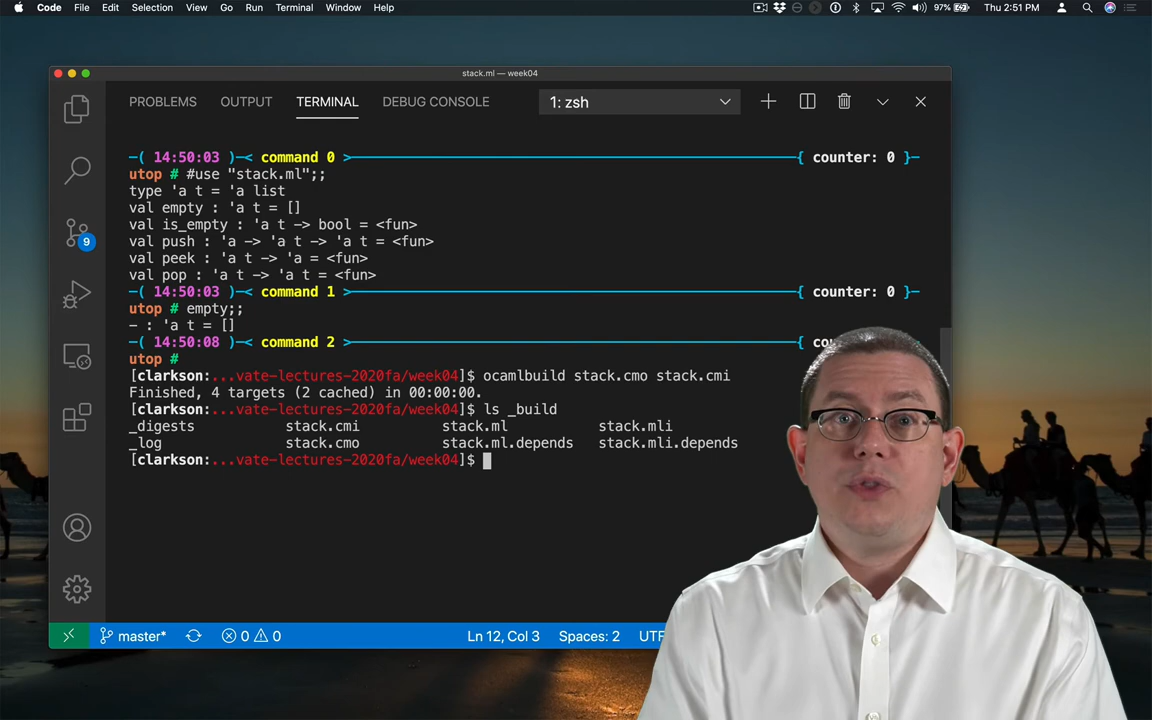 Code File Edit Selection View Go Run Terminal Window Help 97% Thu 2:51 PM
stack.ml — week04
PROBLEMS OUTPUT TERMINAL DEBUG CONSOLE 1: zsh
—( 14:50:03 )—< command 0 >—{ counter: 0 }—
utop # #use "stack.ml";;
type 'a t = 'a list
val empty : 'a t = []
val is_empty : 'a t -> bool = <fun>
val push : 'a -> 'a t -> 'a t = <fun>
val peek : 'a t -> 'a = <fun>
val pop : 'a t -> 'a t = <fun>
—( 14:50:03 )—< command 1 >—{ counter: 0 }—
utop # empty;;
- : 'a t = []
—( 14:50:08 )—< command 2 >—{
utop #
[clarkson:...vate-lectures-2020fa/week04]$ ocamlbuild stack.cmo stack.cmi
Finished, 4 targets (2 cached) in 00:00:00.
[clarkson:...vate-lectures-2020fa/week04]$ ls _build
_digests stack.cmi stack.ml stack.mli
_log stack.cmo stack.ml.depends stack.mli.depends
[clarkson:...vate-lectures-2020fa/week04]$
9
master* 0 0 Ln 12, Col 3 Spaces: 2